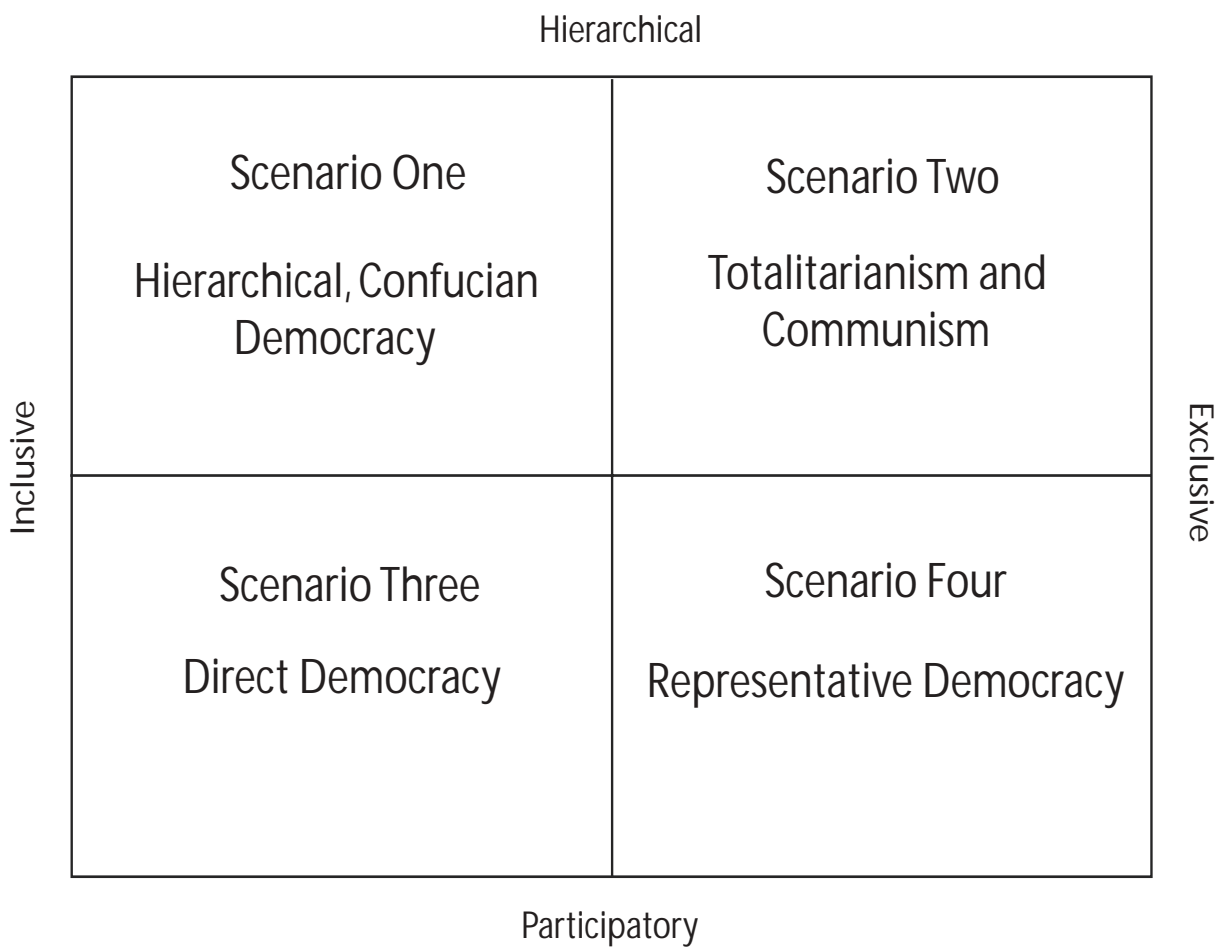 Hierarchical
Scenario One
Hierarchical, Confucian
Democracy
Scenario Two
Totalitarianism and
Communism
Inclusive
Exclusive
Scenario Three
Direct Democracy
Scenario Four
Representative Democracy
Participatory